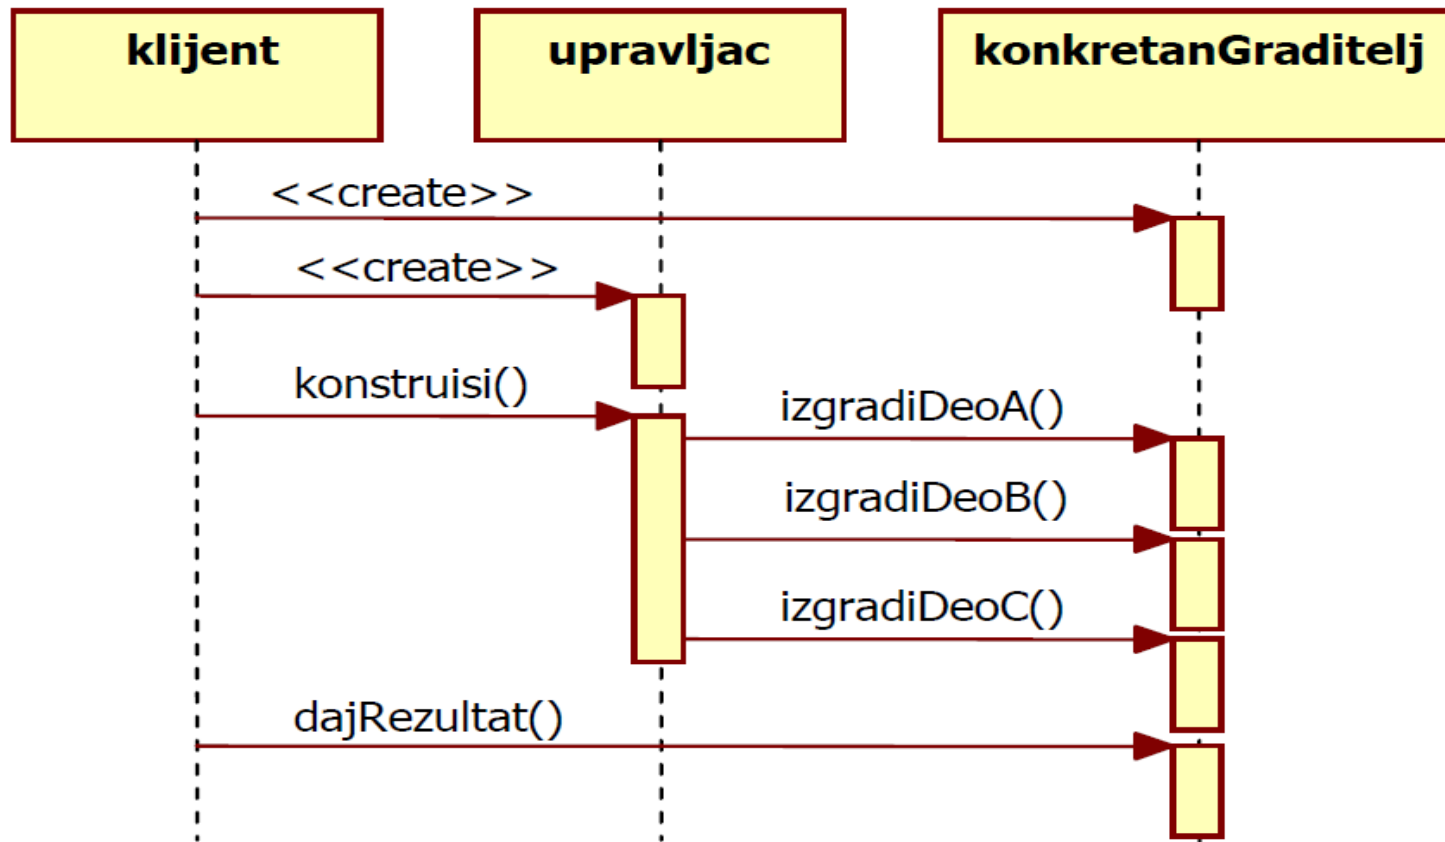 klijent
upravljac
konkretanGraditelj
<<create>>
<<create>>
konstruisi()
izgradiDeoA()
izgradiDeoB()
izgradiDeoC()
dajRezultat()